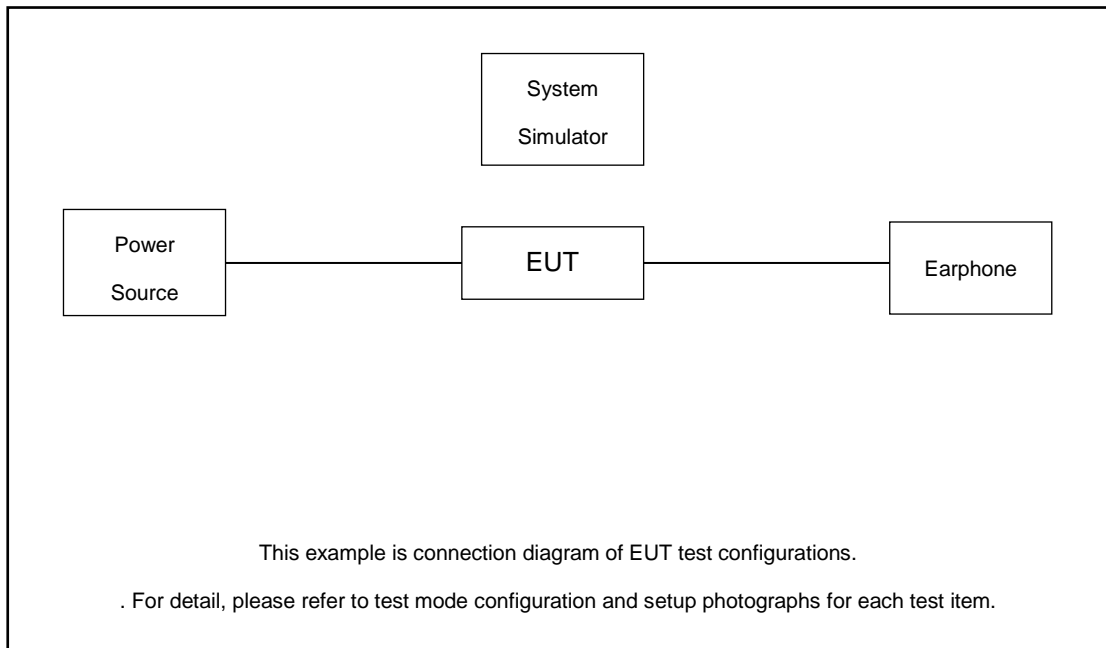 System
Simulator
Power
Source
EUT
Earphone
This example is connection diagram of EUT test configurations.
. For detail, please refer to test mode configuration and setup photographs for each test item.